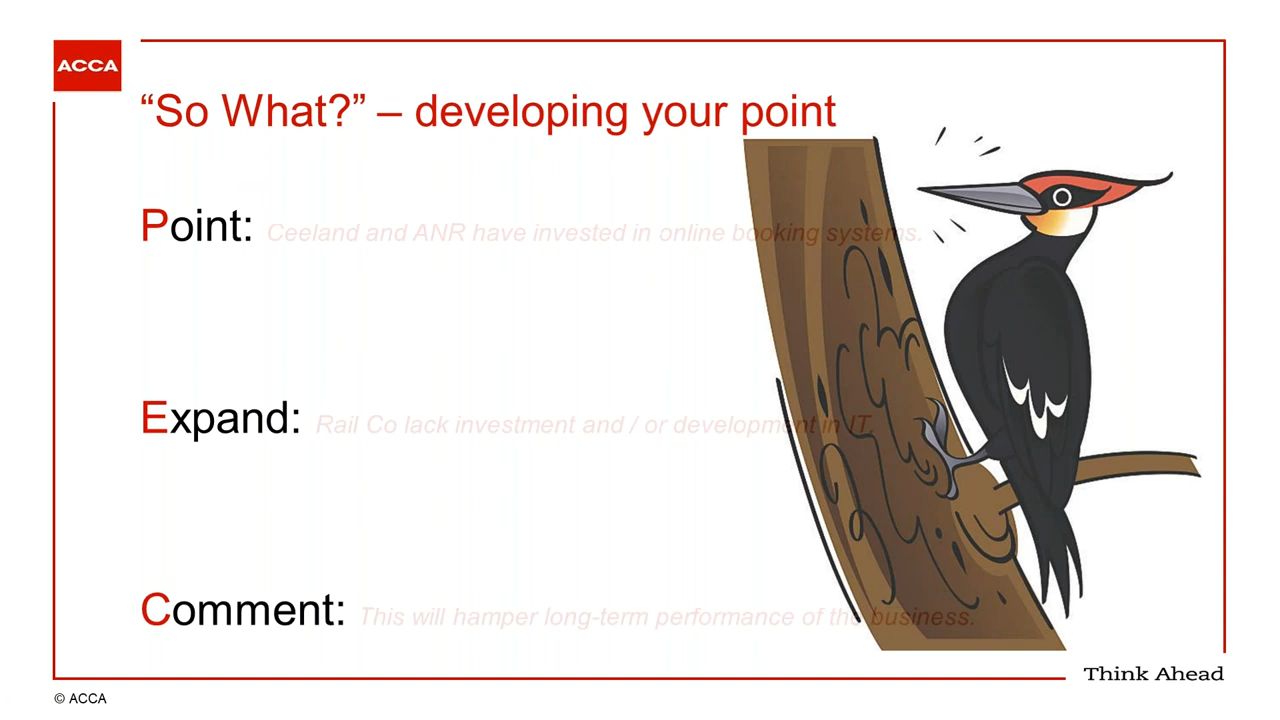 ACCA
“So What?” – developing your point
Point: Ceeland and ANR have invested in online booking systems.
Expand: Rail Co lack investment and / or development in IT.
Comment: This will hamper long-term performance of the business.
Think Ahead
© ACCA